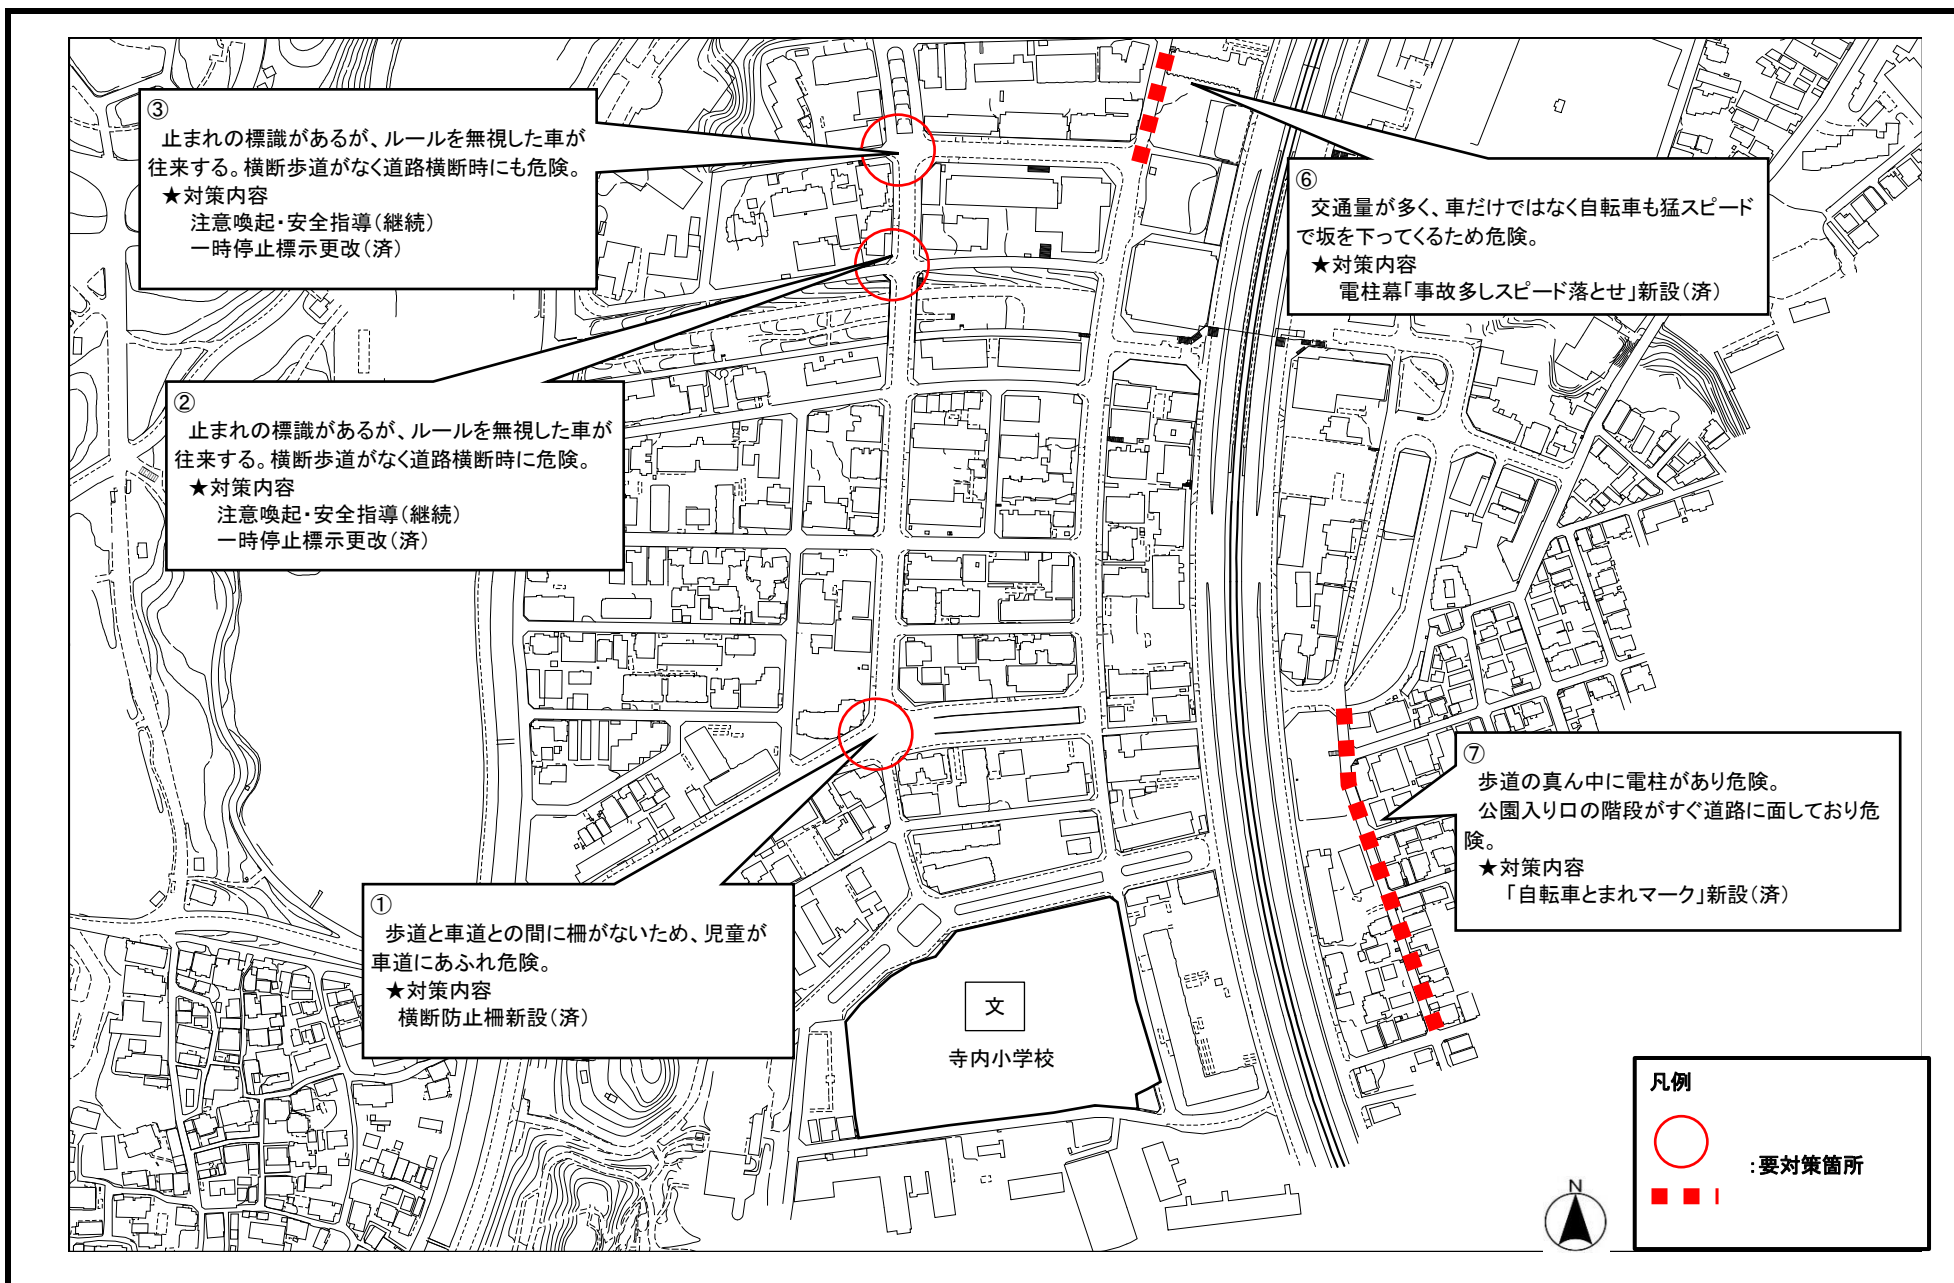 ③
止まれの標識があるが、ルールを無視した車が
往来する。横断歩道がなく道路横断時にも危険。
★対策内容
注意喚起・安全指導(継続)
一時停止標示更改(済)
⑥
交通量が多く、車だけではなく自転車も猛スピード
で坂を下ってくるため危険。
★対策内容
電柱幕「事故多しスピード落とせ」新設(済)
②
止まれの標識があるが、ルールを無視した車が
往来する。横断歩道がなく道路横断時に危険。
★対策内容
注意喚起・安全指導(継続)
一時停止標示更改(済)
⑦
歩道の真ん中に電柱があり危険。
公園入り口の階段がすぐ道路に面しており危
険。
★対策内容
「自転車とまれマーク」新設(済)
①
歩道と車道との間に柵がないため、児童が
車道にあふれ危険。
★対策内容
横断防止柵新設(済)
文
寺内小学校
凡例
:要対策箇所
N